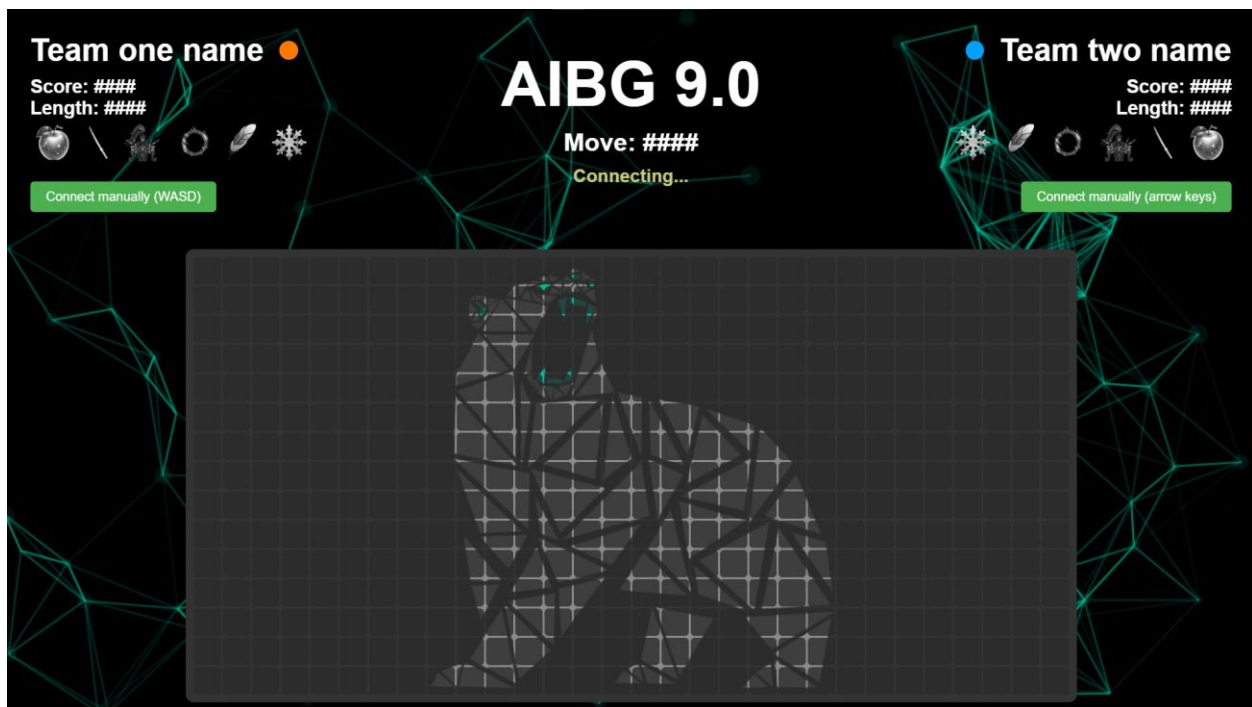 Team one name
Score: ####
Length: ####
Connect manually (WASD)
AIBG 9.0
Move: ####
Connecting...
Team two name
Score: ####
Length: ####
Connect manually (arrow keys)